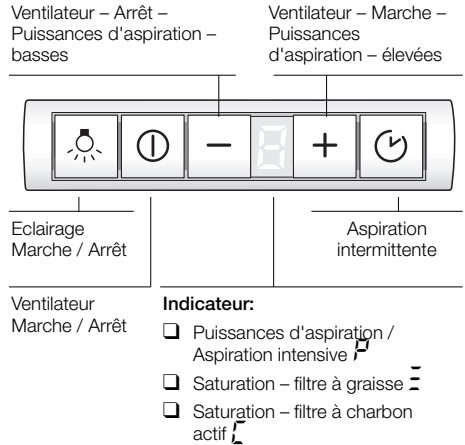 Ventilateur – Arrêt –
Puissances d'aspiration –
basses
Ventilateur – Marche –
Puissances
d'aspiration – élevées
Eclairage
Marche / Arrêt
Aspiration
intermittente
Ventilateur
Marche / Arrêt
Indicateur:
❑ Puissances d'aspiration /
Aspiration intensive P
❑ Saturation – filtre à graisse
❑ Saturation – filtre à charbon
actif C